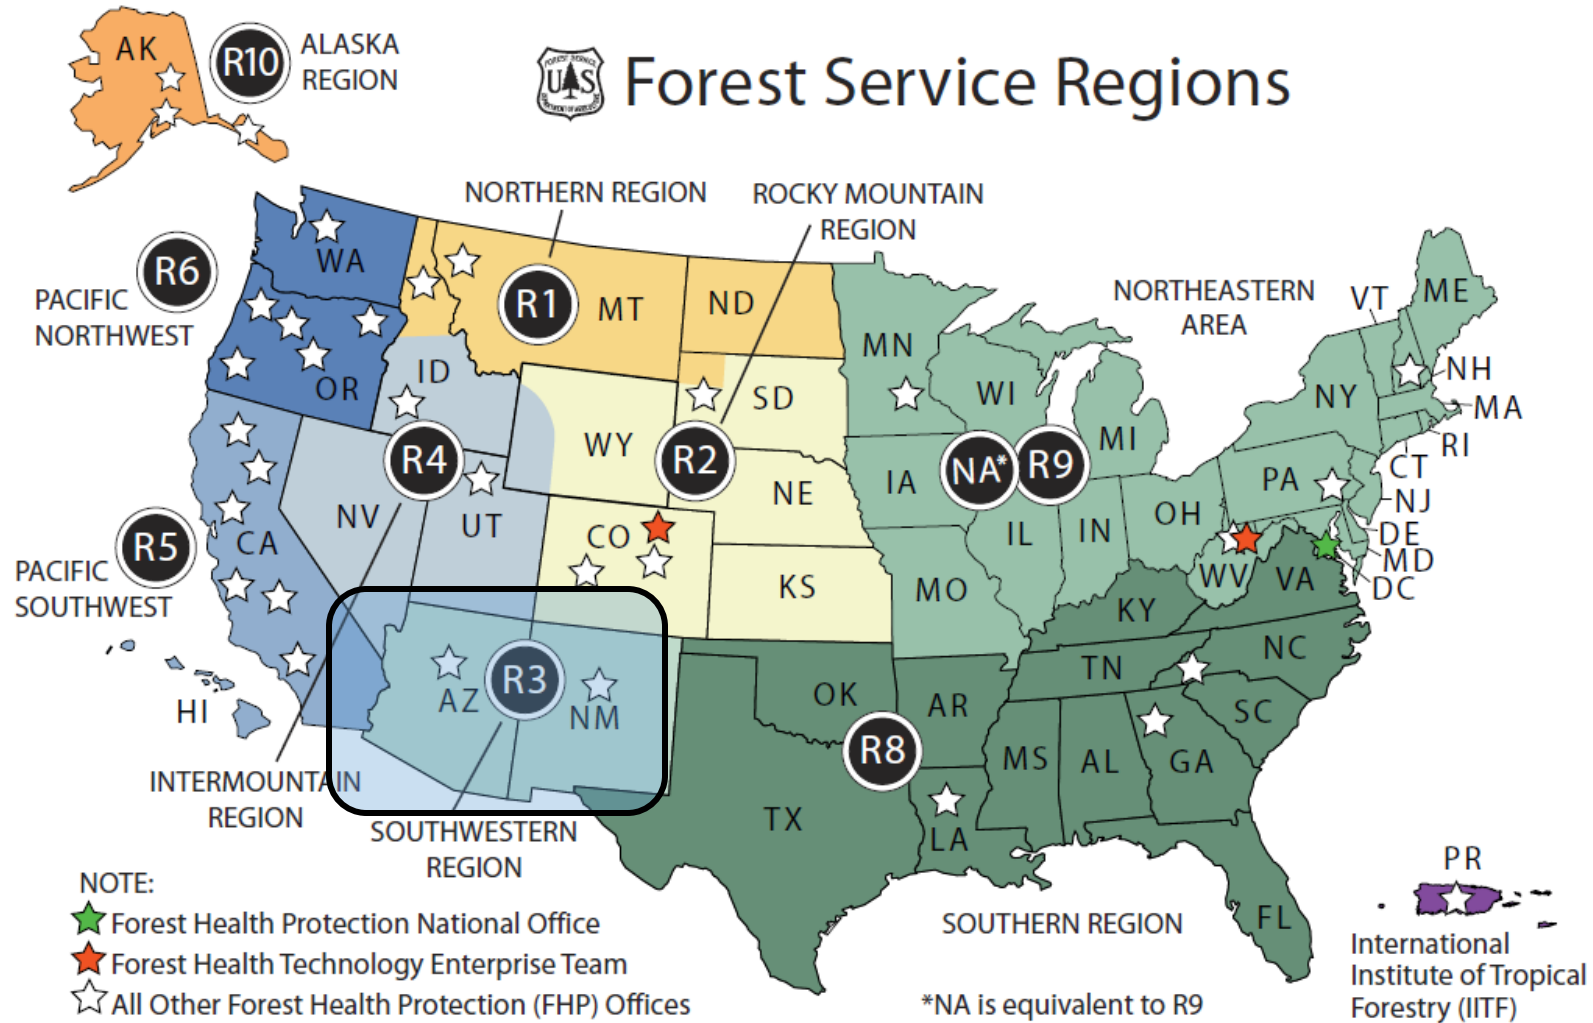 AK
R10
ALASKA
REGION
FOREST SERVICE
U S
DEPARTMENT OF AGRICULTURE
Forest Service Regions
NORTHERN REGION
ROCKY MOUNTAIN
REGION
R6
PACIFIC
NORTHWEST
WA
OR
R1
MT
ND
ID
SD
WY
R2
NE
R4
NV
UT
CO
KS
R5
PACIFIC
SOUTHWEST
CA
HI
INTERMOUNTAIN
REGION
AZ
R3
NM
SOUTHWESTERN
REGION
NORTHEASTERN
AREA
MN
WI
MI
IA
NA*
R9
IL
IN
OH
MO
VT
ME
NH
NY
MA
RI
CT
PA
NJ
DE
MD
DC
WV
VA
KY
NC
TN
SC
OK
AR
R8
MS
AL
GA
TX
LA
FL
SOUTHERN REGION
*NA is equivalent to R9
PR
International
Institute of Tropical
Forestry (IITF)
NOTE:
Forest Health Protection National Office
Forest Health Technology Enterprise Team
All Other Forest Health Protection (FHP) Offices